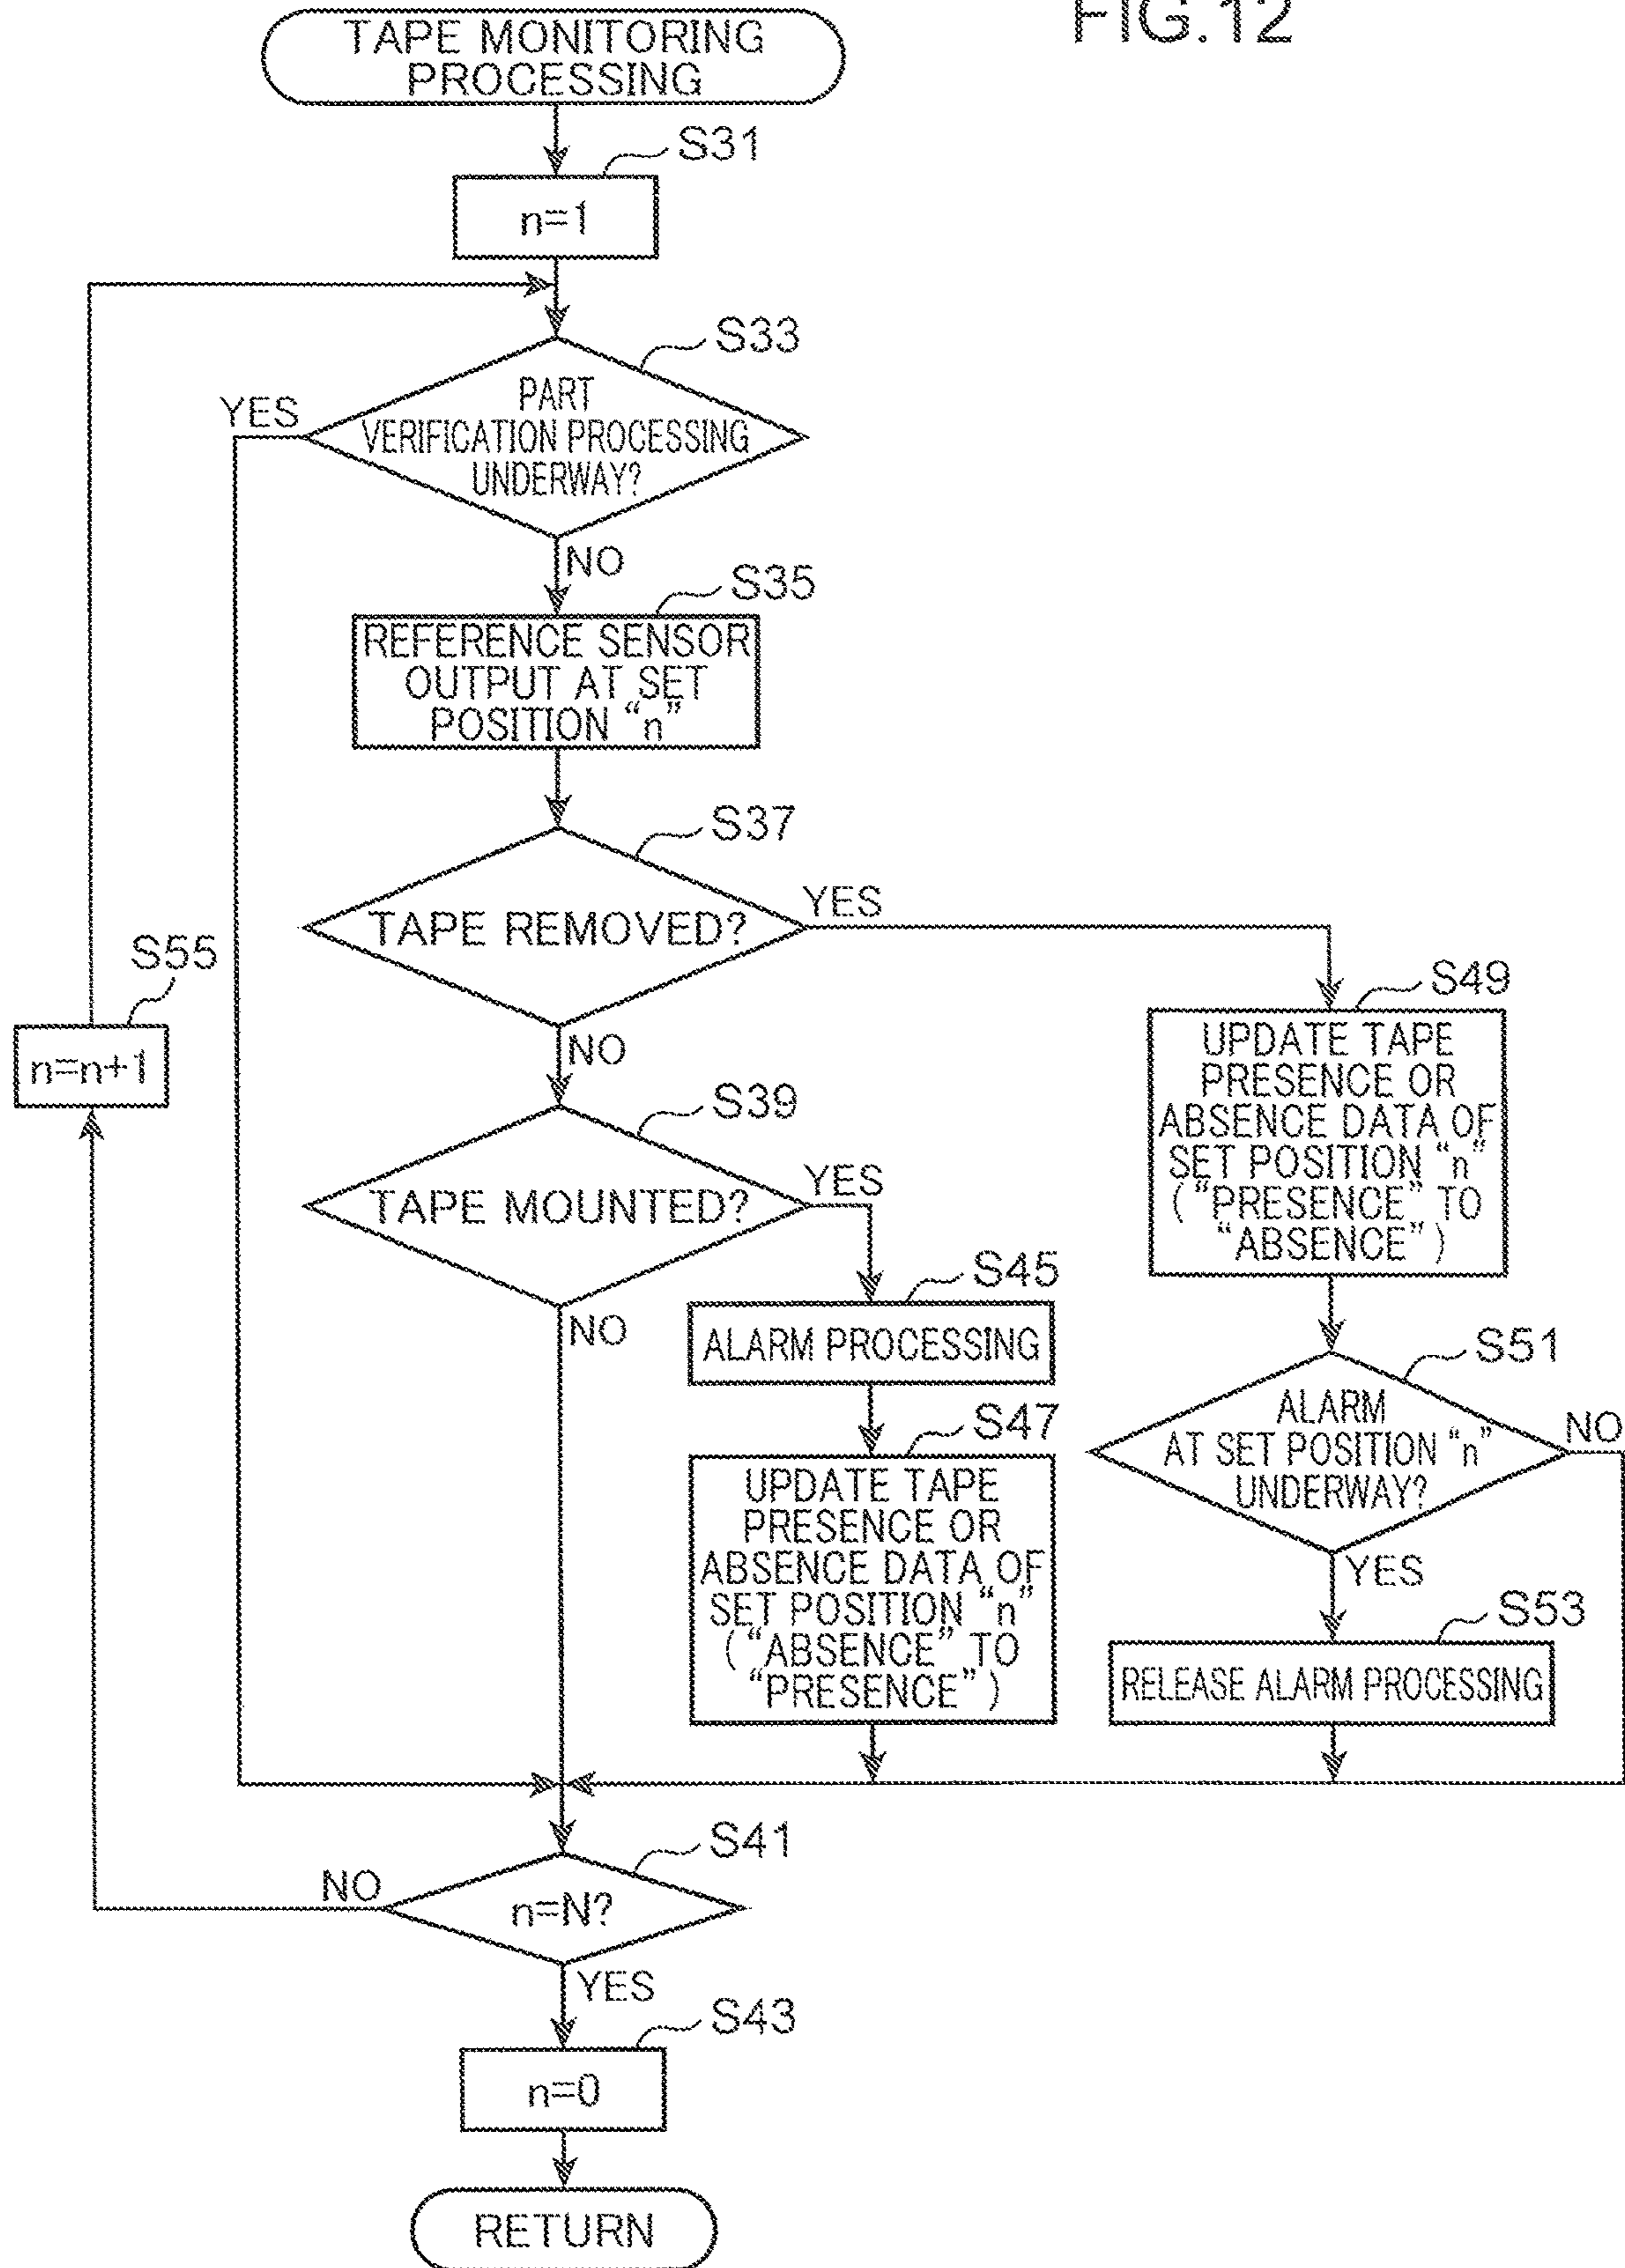 FIG.12
TAPE MONITORING
PROCESSING
S31
n=1
S33
PART
VERIFICATION PROCESSING
UNDERWAY?
YES
NO
S35
REFERENCE SENSOR
OUTPUT AT SET
POSITION “n”
S37
TAPE REMOVED?
YES
NO
S55
n=n+1
S39
TAPE MOUNTED?
YES
NO
S49
UPDATE TAPE
PRESENCE OR
ABSENCE DATA OF
SET POSITION “n”
(“PRESENCE” TO
“ABSENCE”)
S45
ALARM PROCESSING
S47
UPDATE TAPE
PRESENCE OR
ABSENCE DATA OF
SET POSITION “n”
(“ABSENCE” TO
“PRESENCE”)
S51
ALARM
AT SET POSITION “n”
UNDERWAY?
NO
YES
S53
RELEASE ALARM PROCESSING
S41
n=N?
NO
YES
S43
n=0
RETURN